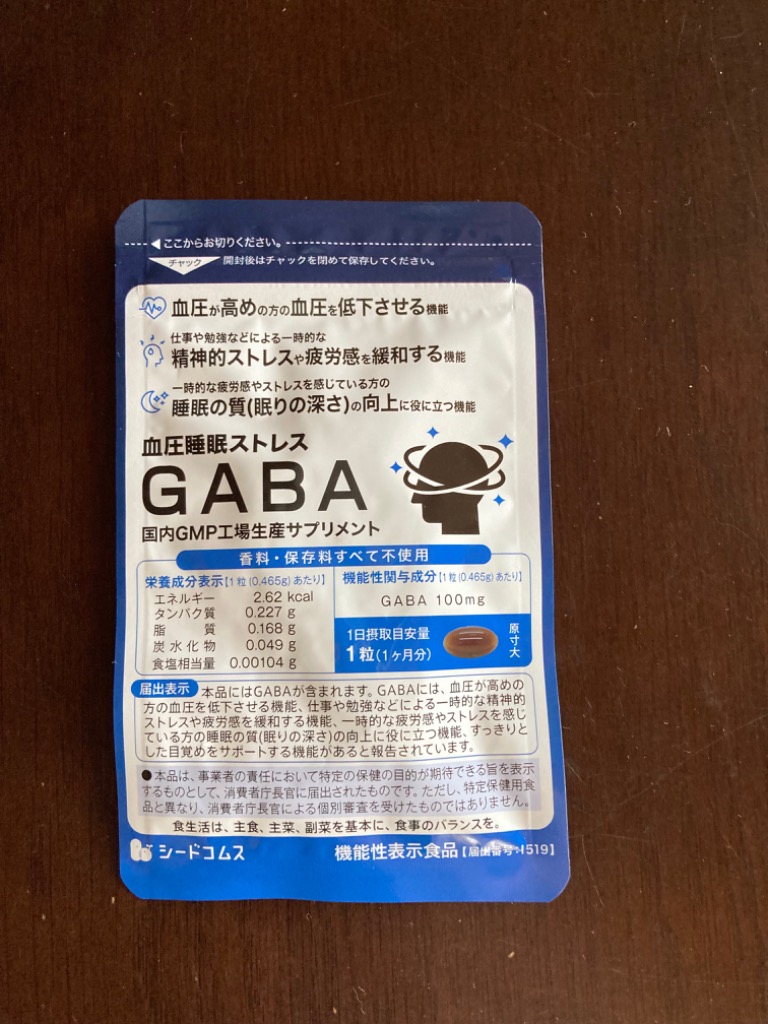 ◀ここからお切りください。
チャック 開封後はチャックを閉めて保存してください。
血圧が高めの方の血圧を低下させる機能
仕事や勉強などによる一時的な
精神的ストレスや疲労感を緩和する機能
一時的な疲労感やストレスを感じている方の
睡眠の質(眠りの深さ)の向上に役に立つ機能
血圧睡眠ストレス
GABA
国内GMP工場生産サプリメント
香料・保存料すべて不使用
栄養成分表示【1粒(0.465g)あたり】
エネルギー 2.62 kcal
タンパク質 0.227 g
脂質 0.168 g
炭水化物 0.049 g
食塩相当量 0.00104 g
機能性関与成分【1粒(0.465g)あたり】
GABA 100mg
1日摂取目安量
1粒(1ヶ月分)
原寸大
届出表示 本品にはGABAが含まれます。GABAには、血圧が高めの
方の血圧を低下させる機能、仕事や勉強などによる一時的な精神的
ストレスや疲労感を緩和する機能、一時的な疲労感やストレスを感じ
ている方の睡眠の質(眠りの深さ)の向上に役に立つ機能、すっきりと
した目覚めをサポートする機能があると報告されています。
●本品は、事業者の責任において特定の保健の目的が期待できる旨を表示
するものとして、消費者庁長官に届出されたものです。ただし、特定保健用食
品と異なり、消費者庁長官による個別審査を受けたものではありません。
食生活は、主食、主菜、副菜を基本に、食事のバランスを。
シードコムス
機能性表示食品【届出番号:I519】